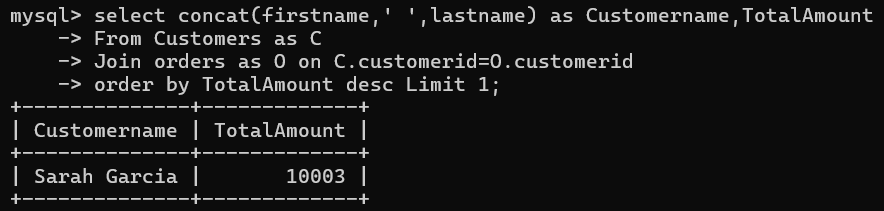 mysql> select concat(firstname,' ',lastname) as Customername,TotalAmount
    -> From Customers as C
    -> Join orders as O on C.customerid=O.customerid
    -> order by TotalAmount desc Limit 1;
+--------------+-------------+
| Customername | TotalAmount |
+--------------+-------------+
| Sarah Garcia |       10003 |
+--------------+-------------+